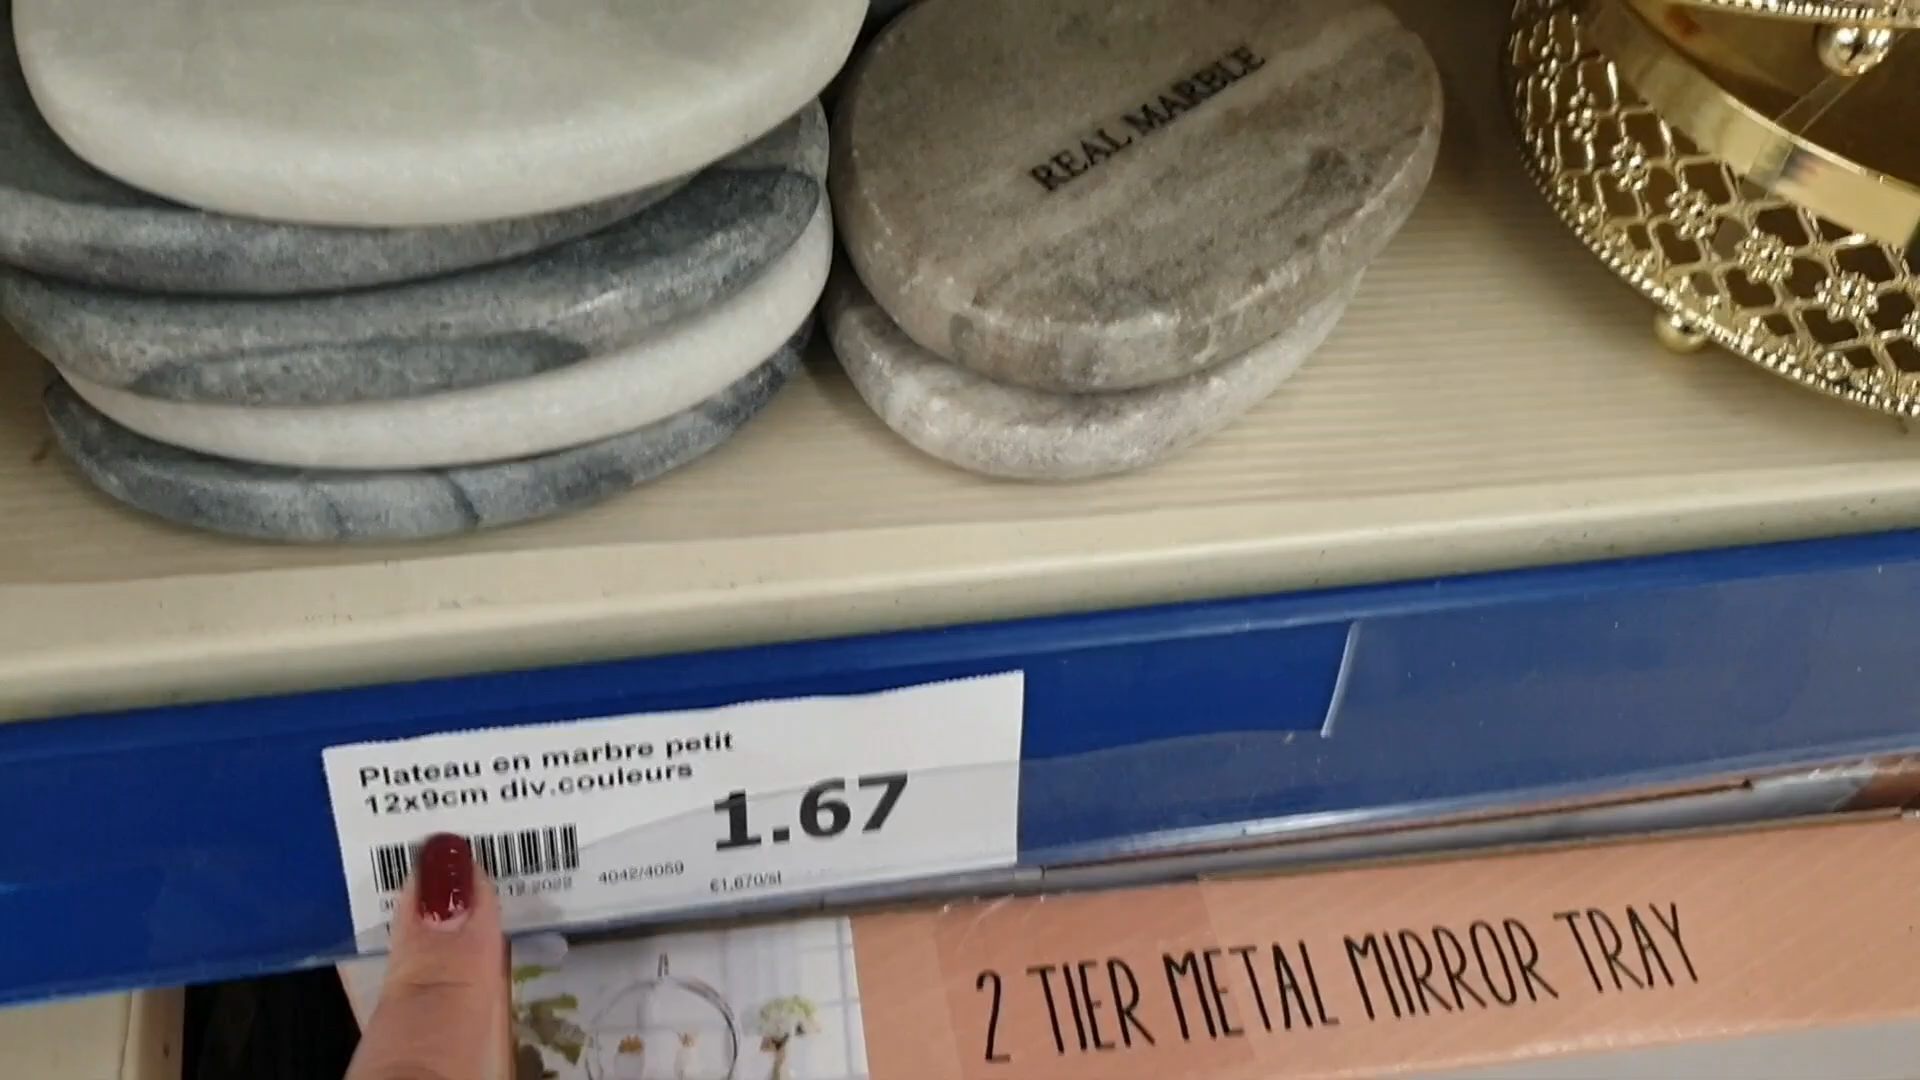 REAL MARBLE
Plateau en marbre petit
12x9cm div.couleurs
1.67
4042/4059
€1,670/st
2 TIER METAL MIRROR TRAY